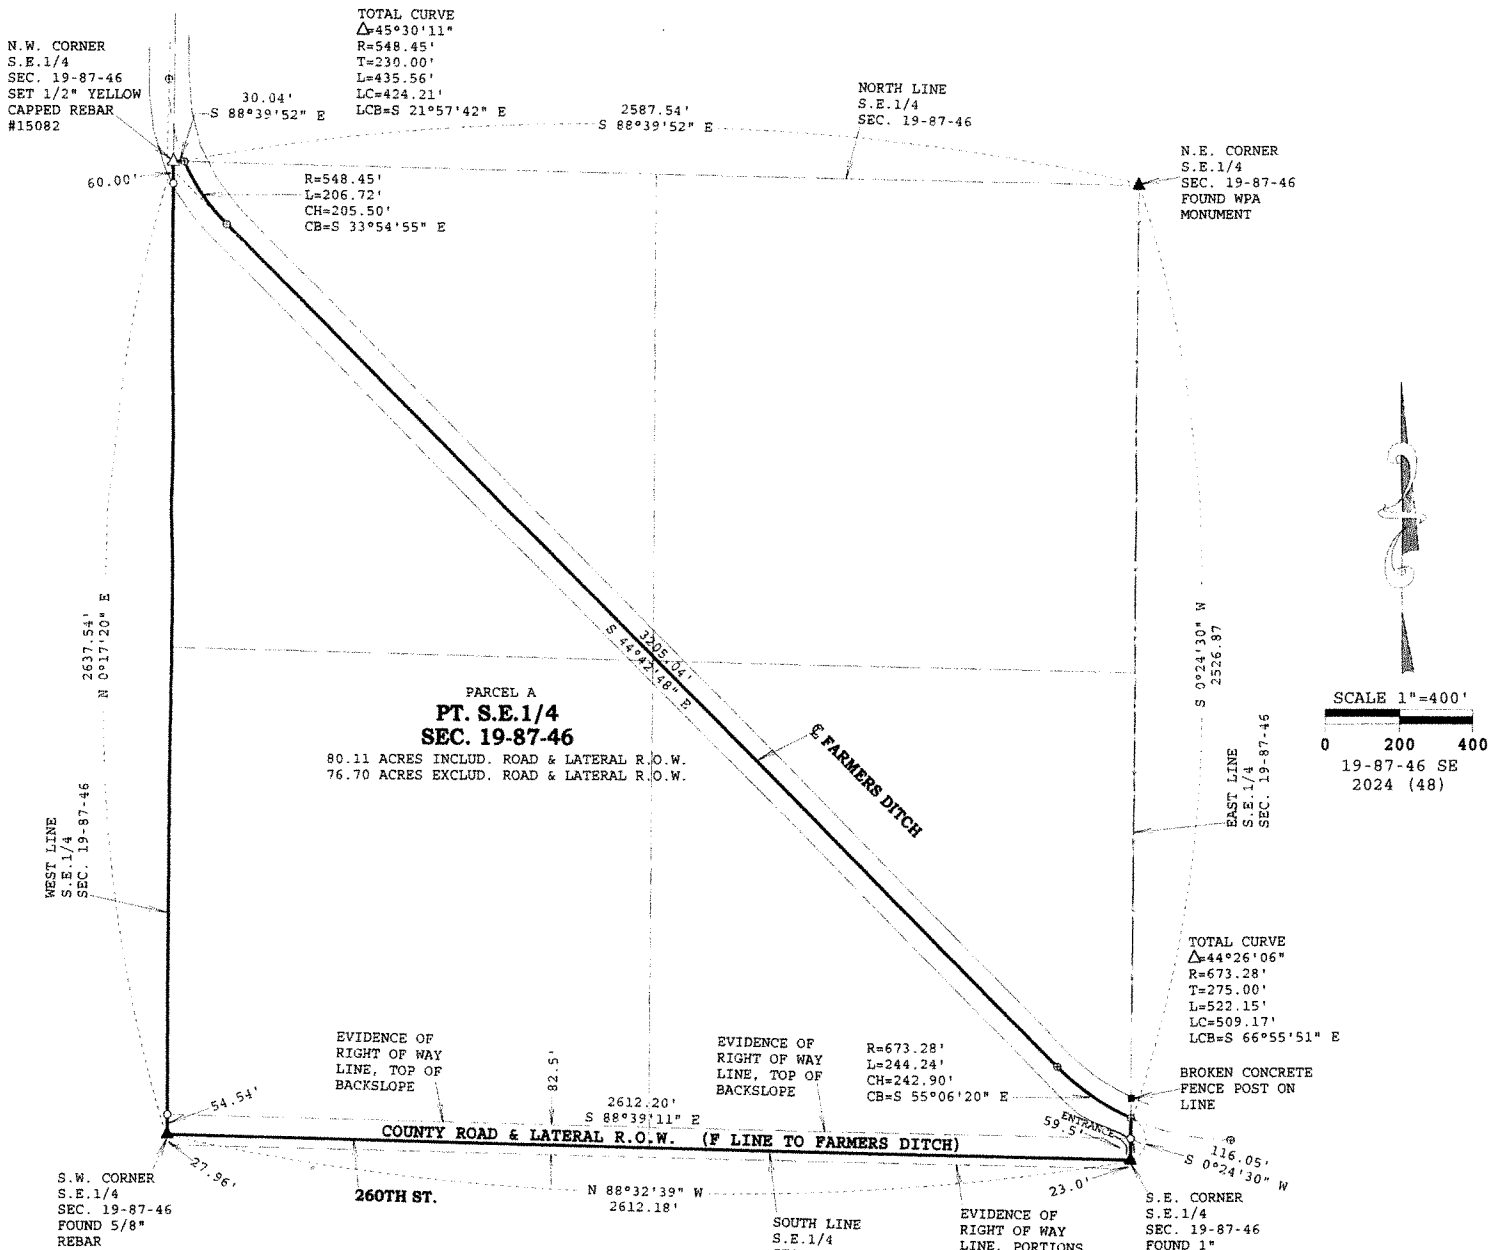 TOTAL CURVE
Δ=45°30'11"
R=548.45'
T=230.00'
L=435.56'
LC=424.21'
LCB=S 21°57'42" E
N.W. CORNER
S.E.1/4
SEC. 19-87-46
SET 1/2" YELLOW
CAPPED REBAR
#15082
30.04'
S 88°39'52" E
2587.54'
S 88°39'52" E
NORTH LINE
S.E.1/4
SEC. 19-87-46
N.E. CORNER
S.E.1/4
SEC. 19-87-46
FOUND WPA
MONUMENT
60.00'
R=548.45'
L=206.72'
CH=205.50'
CB=S 33°54'55" E
2637.54'
N 0°17'20" E
3205.04'
S 44°42'48" E
S 0°24'30" W
2526.87
SCALE 1"=400'
0 200 400
19-87-46 SE
2024 (48)
PARCEL A
PT. S.E.1/4
SEC. 19-87-46
80.11 ACRES INCLUD. ROAD & LATERAL R.O.W.
76.70 ACRES EXCLUD. ROAD & LATERAL R.O.W.
℄ FARMERS DITCH
WEST LINE
S.E.1/4
SEC. 19-87-46
EAST LINE
S.E.1/4
SEC. 19-87-46
TOTAL CURVE
Δ=44°26'06"
R=673.28'
T=275.00'
L=522.15'
LC=509.17'
LCB=S 66°55'51" E
BROKEN CONCRETE
FENCE POST ON
LINE
EVIDENCE OF
RIGHT OF WAY
LINE, TOP OF
BACKSLOPE
82.5'
EVIDENCE OF
RIGHT OF WAY
LINE, TOP OF
BACKSLOPE
R=673.28'
L=244.24'
CH=242.90'
CB=S 55°06'20" E
54.54'
2612.20'
S 88°39'11" E
ENTRANCE
59.5'
COUNTY ROAD & LATERAL R.O.W. (F LINE TO FARMERS DITCH)
116.05'
S 0°24'30" W
27.96'
260TH ST.
N 88°32'39" W
2612.18'
23.0'
S.W. CORNER
S.E.1/4
SEC. 19-87-46
FOUND 5/8"
REBAR
SOUTH LINE
S.E.1/4
EVIDENCE OF
RIGHT OF WAY
LINE, PORTIONS
S.E. CORNER
S.E.1/4
SEC. 19-87-46
FOUND 1"